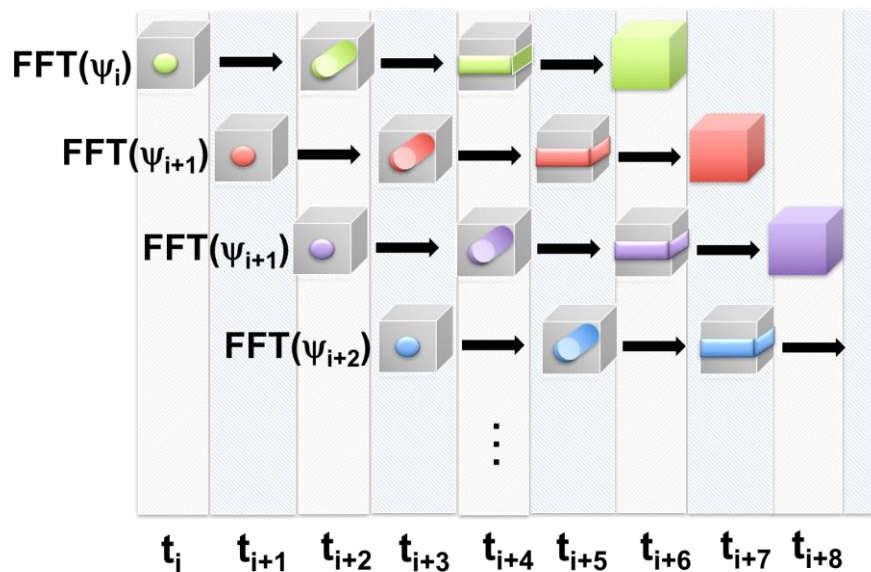 FFT(ψᵢ)
FFT(ψᵢ₊₁)
FFT(ψᵢ₊₁)
FFT(ψᵢ₊₂)
⋮
tᵢ tᵢ₊₁ tᵢ₊₂ tᵢ₊₃ tᵢ₊₄ tᵢ₊₅ tᵢ₊₆ tᵢ₊₇ tᵢ₊₈